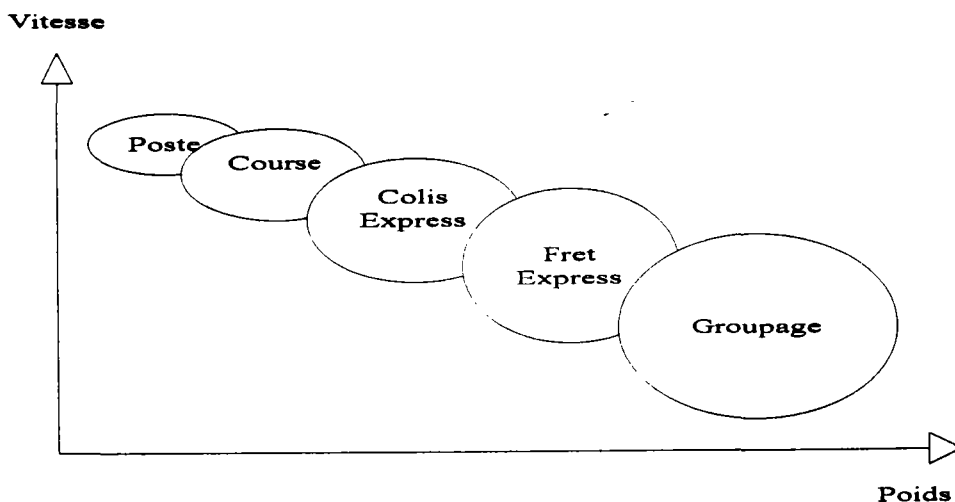 Vitesse
Poste
Course
Colis
Express
Fret
Express
Groupage
Poids